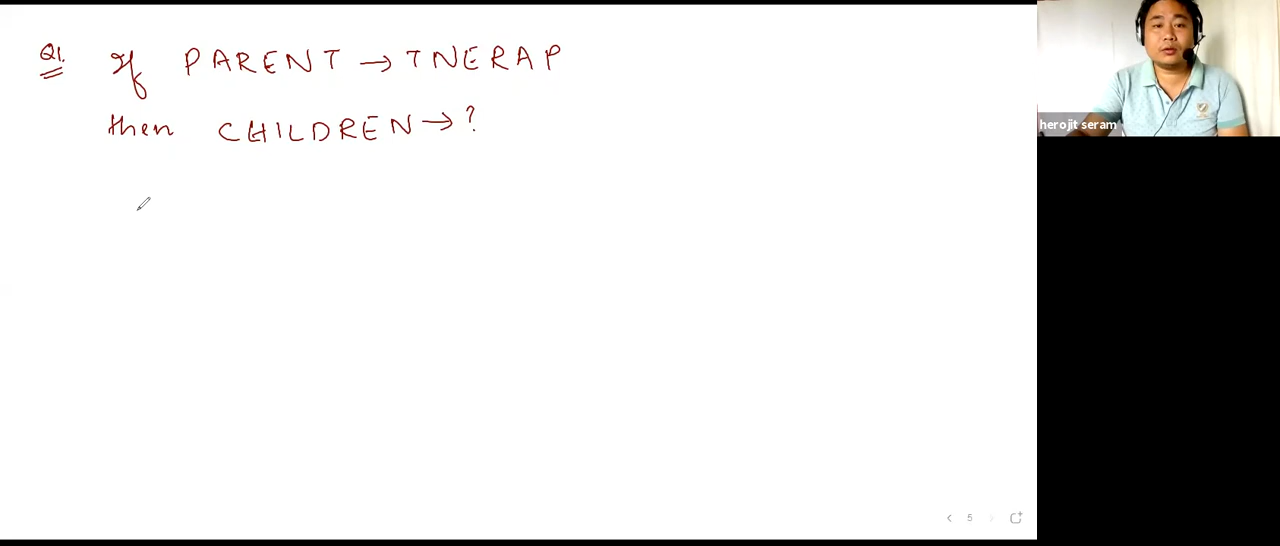 Q1. If PARENT → TNERAP
then CHILDREN → ?
herojit seram
5